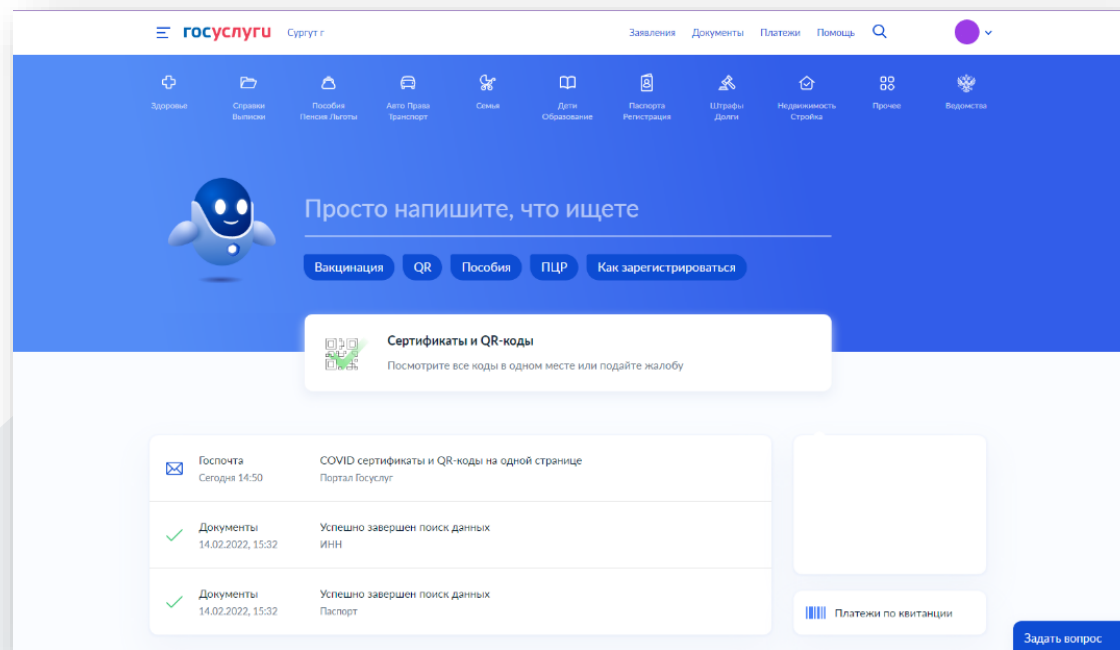 госуслуги Сургут г Заявления Документы Платежи Помощь
Здоровье Справки Пособия Авто Права Семья Дети Паспорта Штрафы Недвижимость Прочее Ведомства
Выписки Пенсия Льготы Транспорт Образование Регистрация Долги Стройка
Просто напишите, что ищете
Вакцинация QR Пособия ПЦР Как зарегистрироваться
Сертификаты и QR-коды
Посмотрите все коды в одном месте или подайте жалобу
Госпочта COVID сертификаты и QR-коды на одной странице
Сегодня 14:50 Портал Госуслуг
Документы Успешно завершен поиск данных
14.02.2022, 15:32 ИНН
Документы Успешно завершен поиск данных
14.02.2022, 15:32 Паспорт
Платежи по квитанции
Задать вопрос